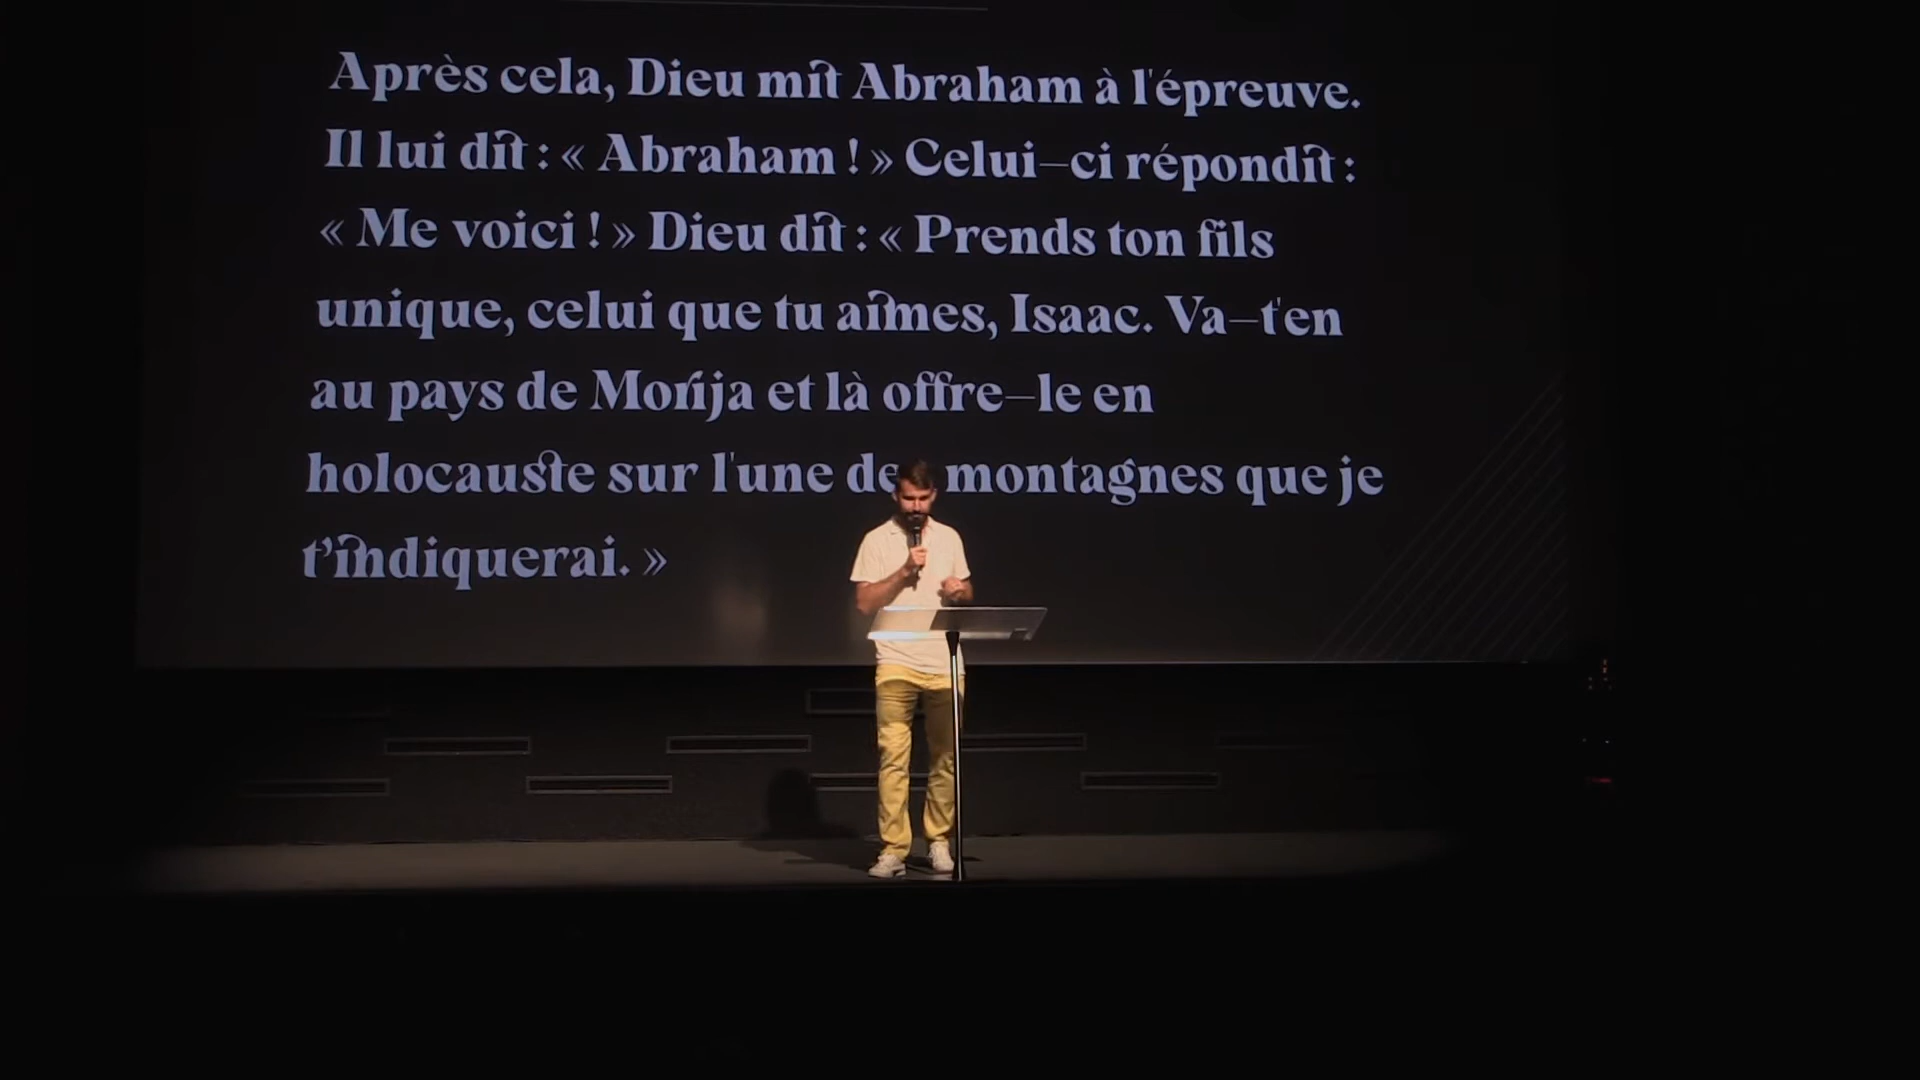 Après cela, Dieu mit Abraham à l'épreuve.
Il lui dit : « Abraham ! » Celui-ci répondit :
« Me voici ! » Dieu dit : « Prends ton fils
unique, celui que tu aimes, Isaac. Va-t'en
au pays de Morija et là offre-le en
holocauste sur l'une des montagnes que je
t'indiquerai. »